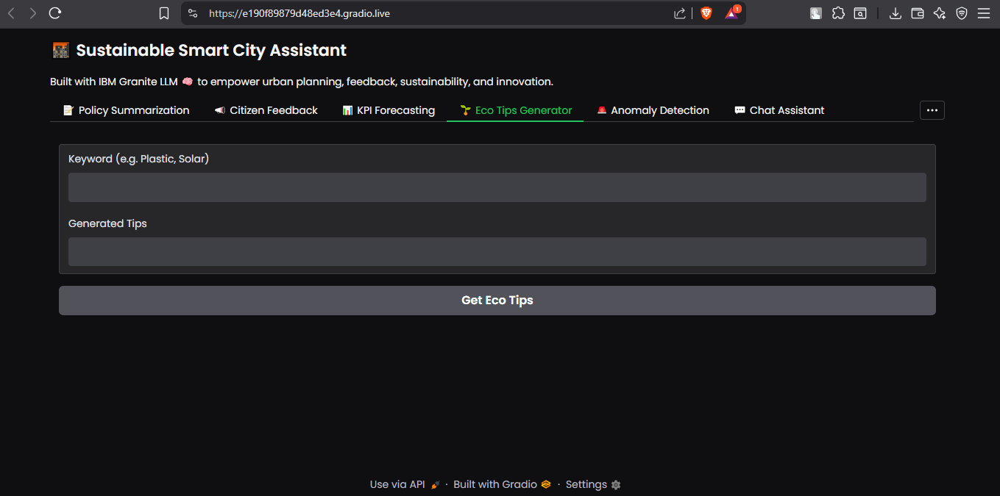 https://e190f89879d48ed3e4.gradio.live
1
Sustainable Smart City Assistant
Built with IBM Granite LLM 🧠 to empower urban planning, feedback, sustainability, and innovation.
📝 Policy Summarization 📢 Citizen Feedback 📊 KPI Forecasting 🌱 Eco Tips Generator 🚨 Anomaly Detection 💬 Chat Assistant ...
Keyword (e.g. Plastic, Solar)
Generated Tips
Get Eco Tips
Use via API 🚀 · Built with Gradio · Settings ⚙️